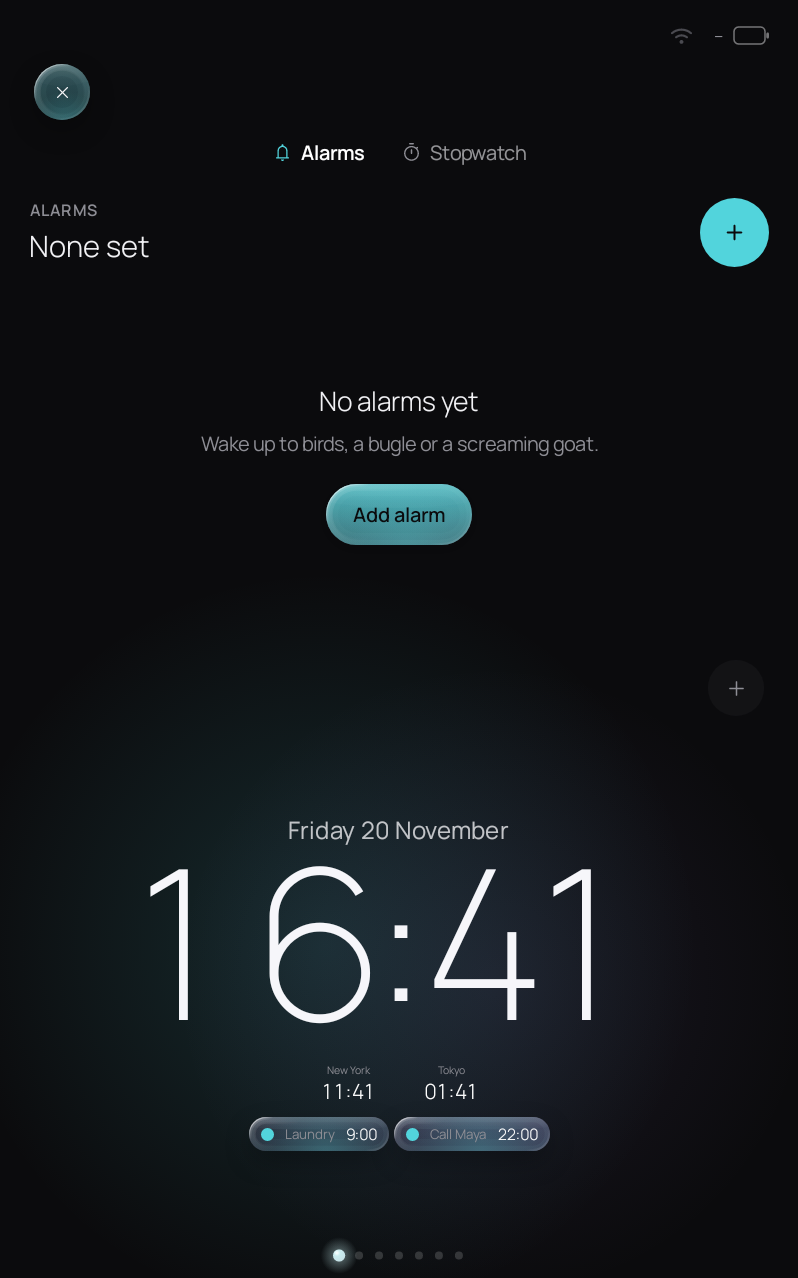 –
Alarms Stopwatch
ALARMS
None set
No alarms yet
Wake up to birds, a bugle or a screaming goat.
Add alarm
Friday 20 November
16:41
New York Tokyo
11:41 01:41
Laundry 9:00 Call Maya 22:00